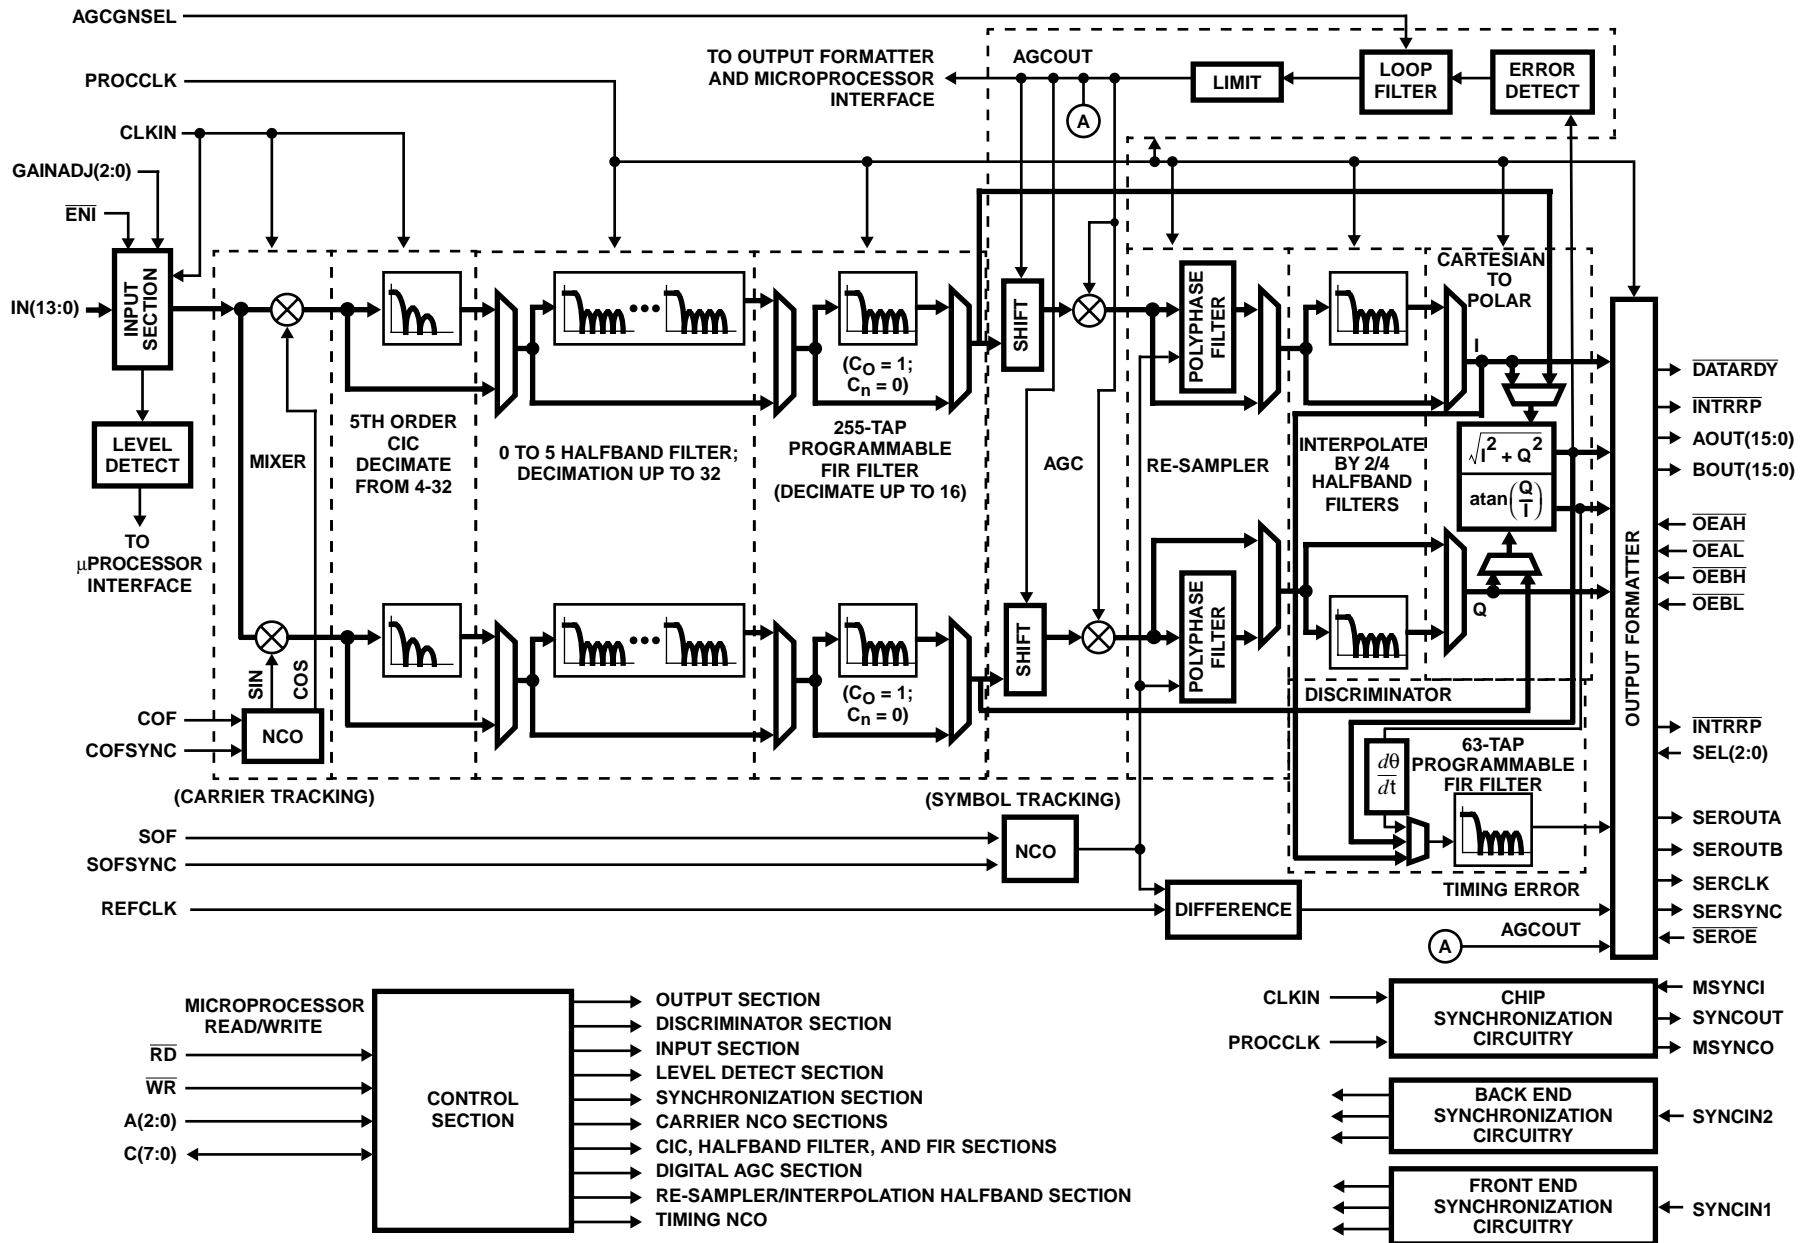 AGCGNSEL
PROCCLK
CLKIN
GAINADJ(2:0)
ENI
IN(13:0)
INPUT
SECTION
LEVEL
DETECT
TO
μPROCESSOR
INTERFACE
MIXER
SIN
COS
COF
COFSYNC
NCO
(CARRIER TRACKING)
5TH ORDER
CIC
DECIMATE
FROM 4-32
0 TO 5 HALFBAND FILTER;
DECIMATION UP TO 32
(CO = 1;
Cn = 0)
255-TAP
PROGRAMMABLE
FIR FILTER
(DECIMATE UP TO 16)
(CO = 1;
Cn = 0)
TO OUTPUT FORMATTER
AND MICROPROCESSOR
INTERFACE
AGCOUT
A
LIMIT
LOOP
FILTER
ERROR
DETECT
SHIFT
SHIFT
AGC
POLYPHASE
FILTER
RE-SAMPLER
POLYPHASE
FILTER
INTERPOLATE
BY 2/4
HALFBAND
FILTERS
CARTESIAN
TO
POLAR
I
√I2 + Q2
atan(Q/I)
Q
DISCRIMINATOR
dθ
dt
63-TAP
PROGRAMMABLE
FIR FILTER
TIMING ERROR
(SYMBOL TRACKING)
SOF
SOFSYNC
NCO
REFCLK
DIFFERENCE
A
AGCOUT
OUTPUT FORMATTER
DATARDY
INTRRP
AOUT(15:0)
BOUT(15:0)
OEAH
OEAL
OEBH
OEBL
INTRRP
SEL(2:0)
SEROUTA
SEROUTB
SERCLK
SERSYNC
SEROE
MICROPROCESSOR
READ/WRITE
RD
WR
A(2:0)
C(7:0)
CONTROL
SECTION
OUTPUT SECTION
DISCRIMINATOR SECTION
INPUT SECTION
LEVEL DETECT SECTION
SYNCHRONIZATION SECTION
CARRIER NCO SECTIONS
CIC, HALFBAND FILTER, AND FIR SECTIONS
DIGITAL AGC SECTION
RE-SAMPLER/INTERPOLATION HALFBAND SECTION
TIMING NCO
CLKIN
PROCCLK
CHIP
SYNCHRONIZATION
CIRCUITRY
MSYNCI
SYNCOUT
MSYNCO
BACK END
SYNCHRONIZATION
CIRCUITRY
SYNCIN2
FRONT END
SYNCHRONIZATION
CIRCUITRY
SYNCIN1